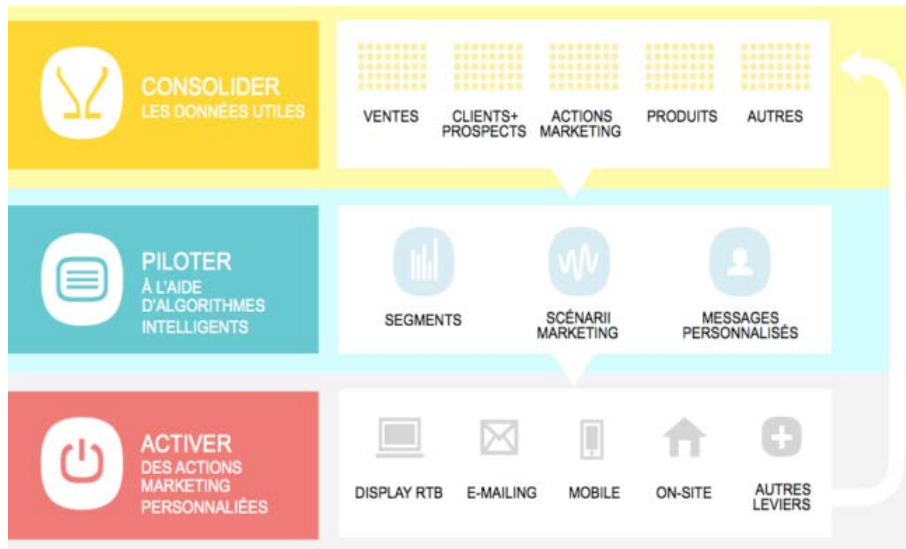 CONSOLIDER
LES DONNÉES UTILES
VENTES
CLIENTS+
PROSPECTS
ACTIONS
MARKETING
PRODUITS
AUTRES
PILOTER
À L'AIDE
D'ALGORITHMES
INTELLIGENTS
SEGMENTS
SCÉNARII
MARKETING
MESSAGES
PERSONNALISÉS
ACTIVER
DES ACTIONS
MARKETING
PERSONNALIÉES
DISPLAY RTB
E-MAILING
MOBILE
ON-SITE
AUTRES
LEVIERS